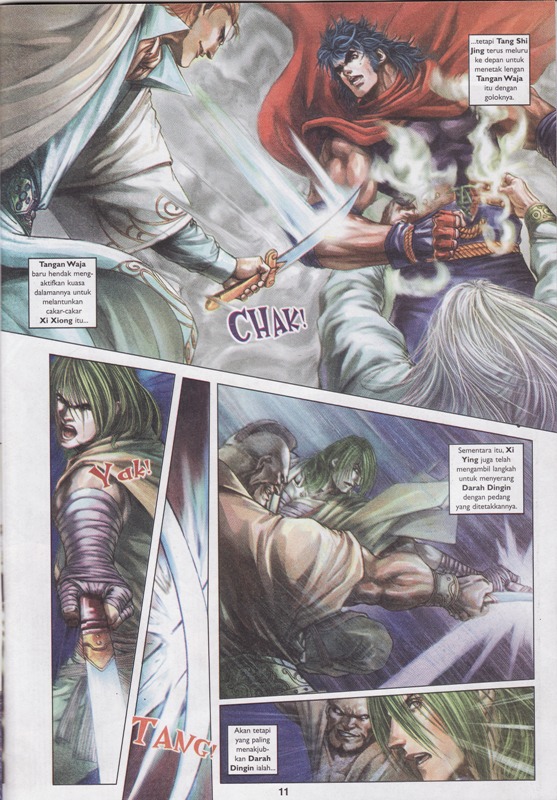 Tangan Waja
baru hendak meng-
aktifkan kuasa
dalamannya untuk
melantunkan
cakar-cakar
Xi Xiong itu...
...tetapi Tang Shi
Jing terus meluru
ke depan untuk
menetak lengan
Tangan Waja
itu dengan
goloknya.
CHAK!
Yak!
TANG!
Sementara itu, Xi
Ying juga telah
mengambil langkah
untuk menyerang
Darah Dingin
dengan pedang
yang ditetakkannya.
Akan tetapi
yang paling
menakjub-
kan Darah
Dingin ialah...
11